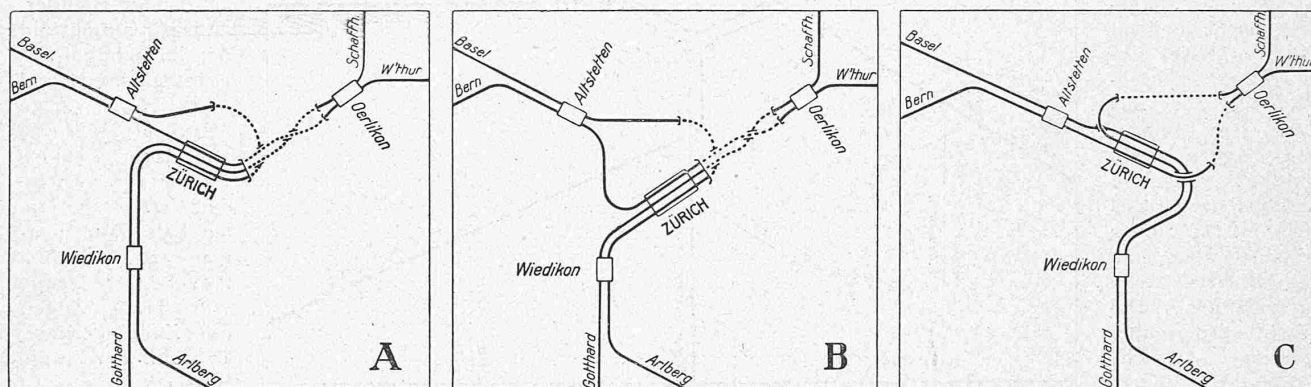 Basel
Bern
Altstetten
Schaffh.
W'thur
Oerlikon
ZÜRICH
Wiedikon
Gotthard
Arlberg
A
Basel
Bern
Altstetten
Schaffh.
W'thur
Oerlikon
ZÜRICH
Wiedikon
Gotthard
Arlberg
B
Basel
Bern
Altstetten
Schaffh.
W'thur
Oerlikon
ZÜRICH
Wiedikon
Gotthard
Arlberg
C